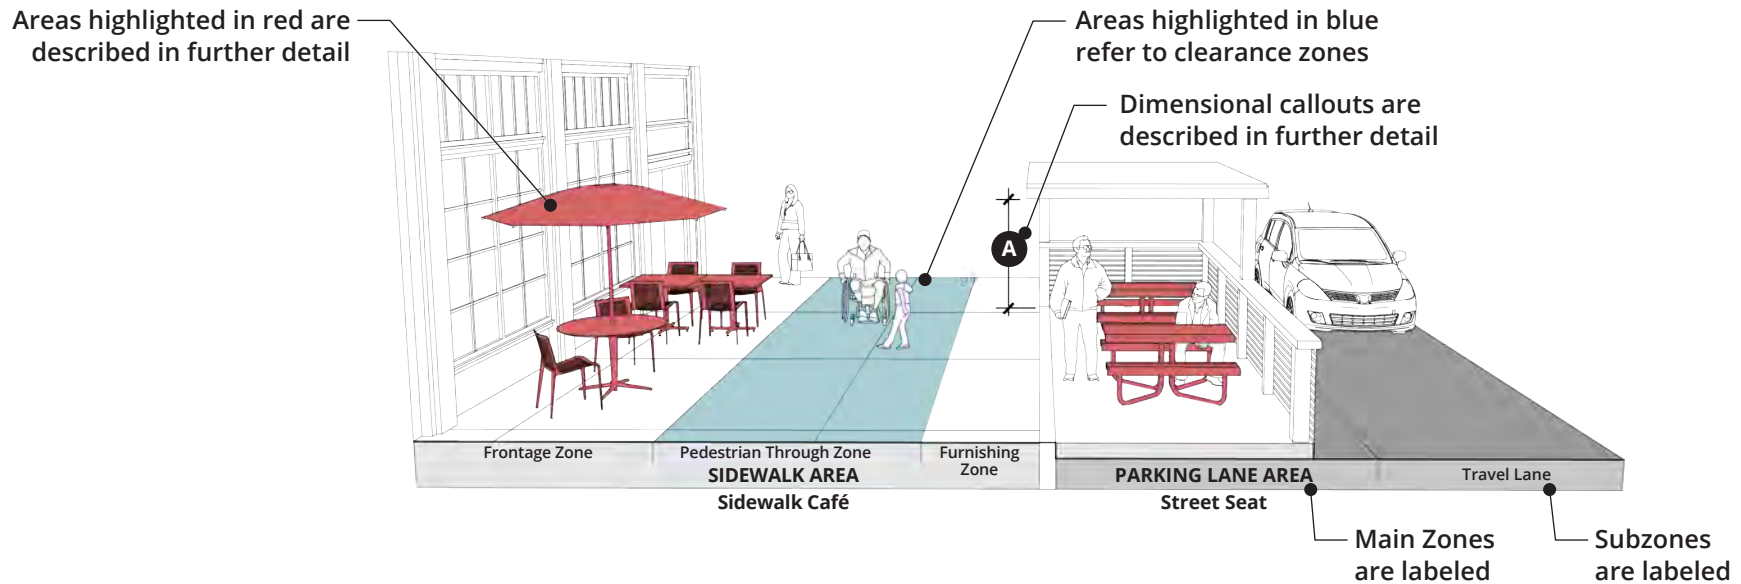 Areas highlighted in red are
described in further detail
Areas highlighted in blue
refer to clearance zones
Dimensional callouts are
described in further detail
A
Frontage Zone
Pedestrian Through Zone
Furnishing
Zone
SIDEWALK AREA
Sidewalk Café
PARKING LANE AREA
Street Seat
Travel Lane
Main Zones
are labeled
Subzones
are labeled